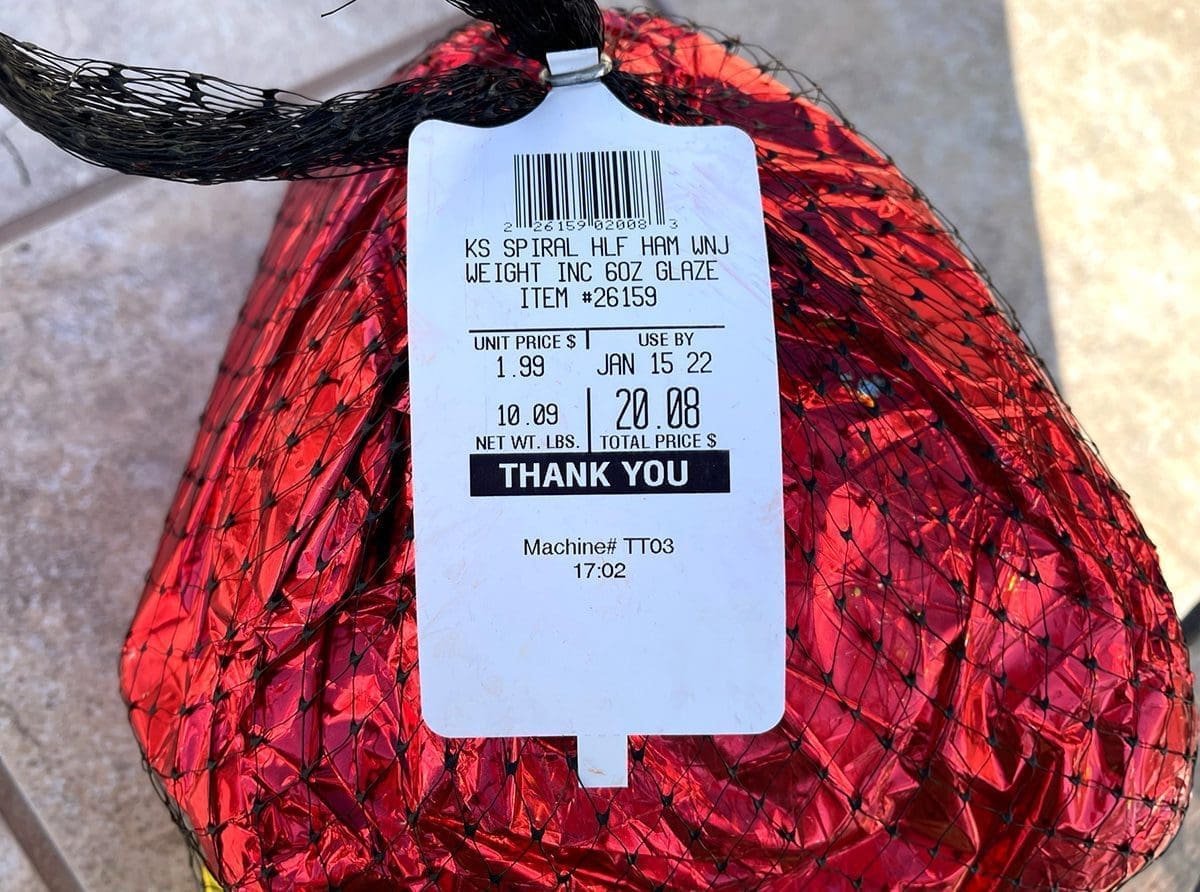 2 26159 02008 3
KS SPIRAL HLF HAM WNJ
WEIGHT INC 6OZ GLAZE
ITEM #26159
UNIT PRICE $ USE BY
1.99 JAN 15 22
10.09 20.08
NET WT. LBS. TOTAL PRICE $
THANK YOU
Machine# TT03
17:02